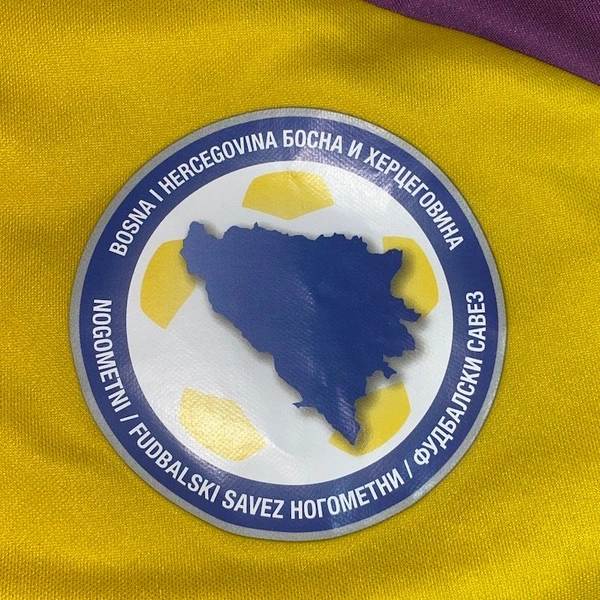 BOSNA I HERCEGOVINA БОСНА И ХЕРЦЕГОВИНА
NOGOMETNI / FUDBALSKI SAVEZ НОГОМЕТНИ / ФУДБАЛСКИ САВЕЗ